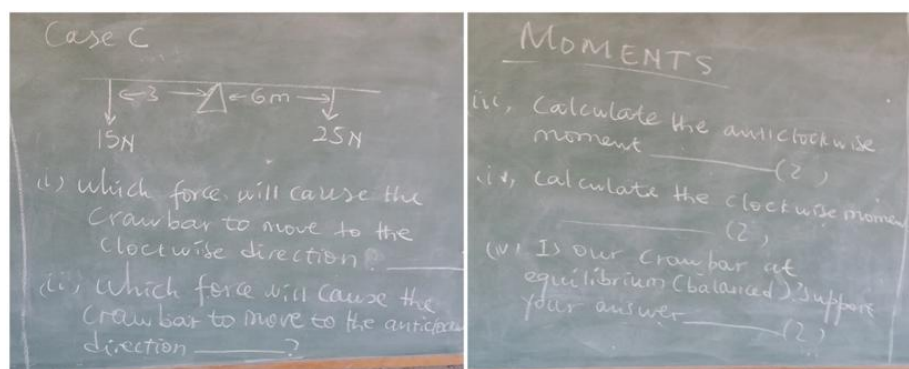 Case C
←3→ ←6m→
15N 25N
(i) which force will cause the
crawbar to move to the
clockwise direction? ______
(ii) which force will cause the
crawbar to move to the
direction ______?
MOMENTS
iii, Calculate the anticlockwise
moment ______ (2)
iv, Calculate the clockwise moment
______ (2)
(v) Is our crawbar at
equilibrium (balanced)? support
your answer ______ (2)